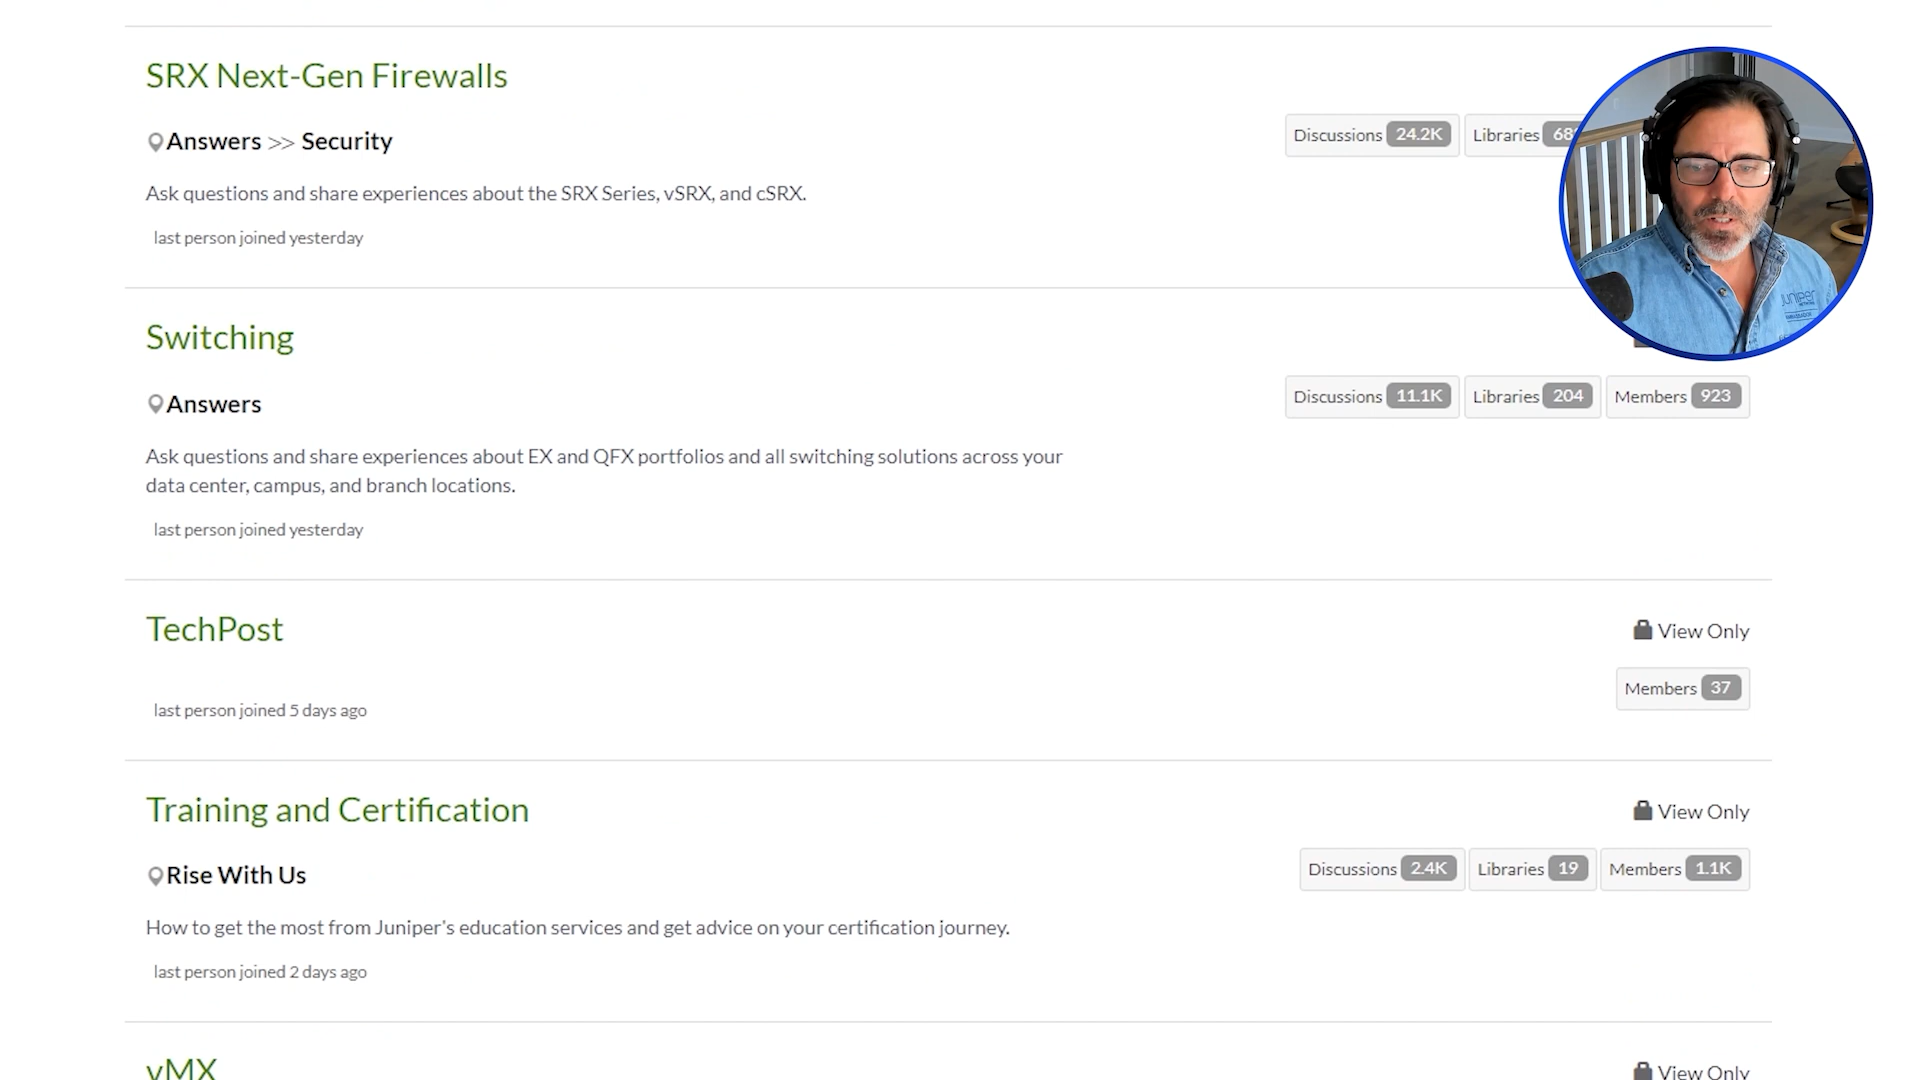 SRX Next-Gen Firewalls
Answers >> Security
Discussions 24.2K Libraries
Ask questions and share experiences about the SRX Series, vSRX, and cSRX.
last person joined yesterday
Juniper
Switching
Answers
Discussions 11.1K Libraries 204 Members 923
Ask questions and share experiences about EX and QFX portfolios and all switching solutions across your
data center, campus, and branch locations.
last person joined yesterday
TechPost
View Only
Members 37
last person joined 5 days ago
Training and Certification
View Only
Rise With Us
Discussions 2.4K Libraries 19 Members 1.1K
How to get the most from Juniper's education services and get advice on your certification journey.
last person joined 2 days ago
vMX
View Only